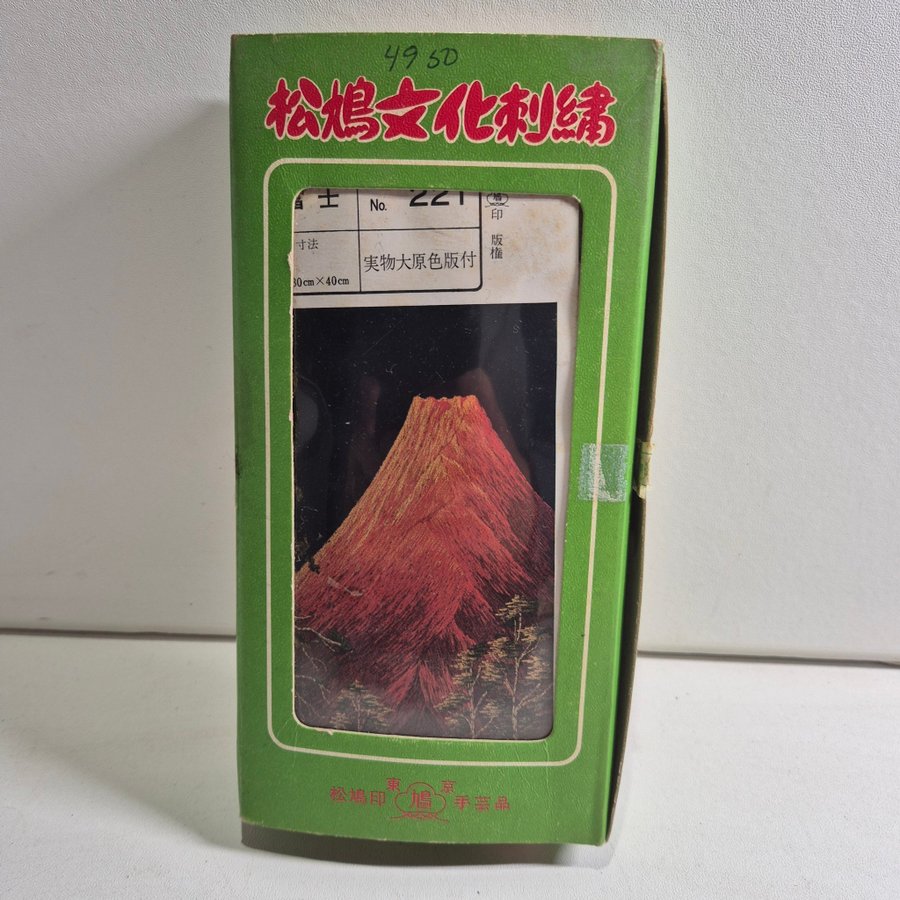 4950
松鳩文化刺繍
富士
No. 221
鳩
印
版
権
寸法
30cm×40cm
実物大原色版付
東京
松鳩印 鳩 手芸品